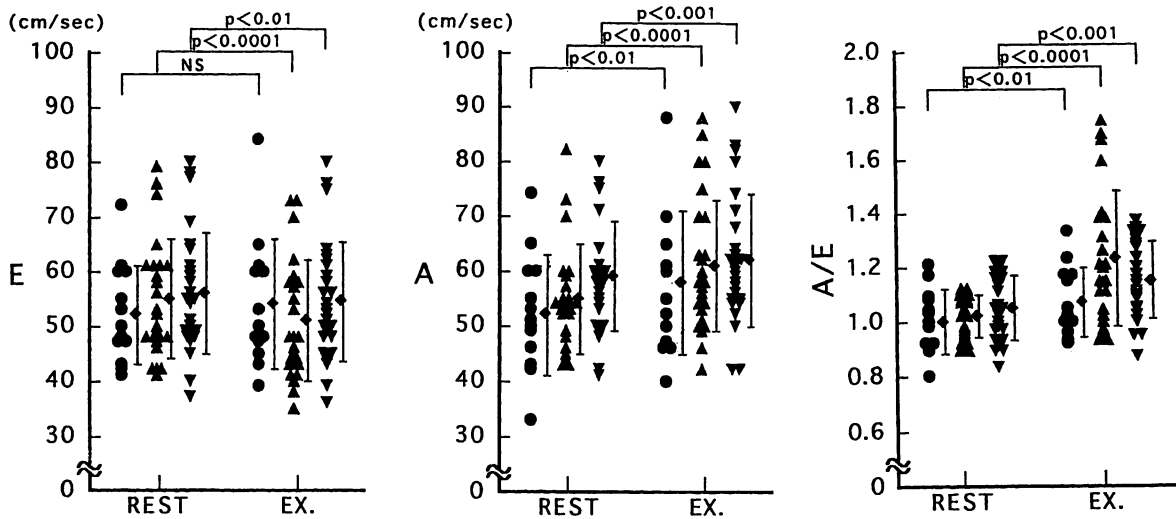 (cm/sec)
p<0.01
p<0.0001
NS
100
90
80
70
60
50
40
30
0
E
REST
EX.
(cm/sec)
p<0.001
p<0.0001
p<0.01
100
90
80
70
60
50
40
30
0
A
REST
EX.
p<0.001
p<0.0001
p<0.01
2.0
1.8
1.6
1.4
1.2
1.0
0.8
0.6
0
A/E
REST
EX.